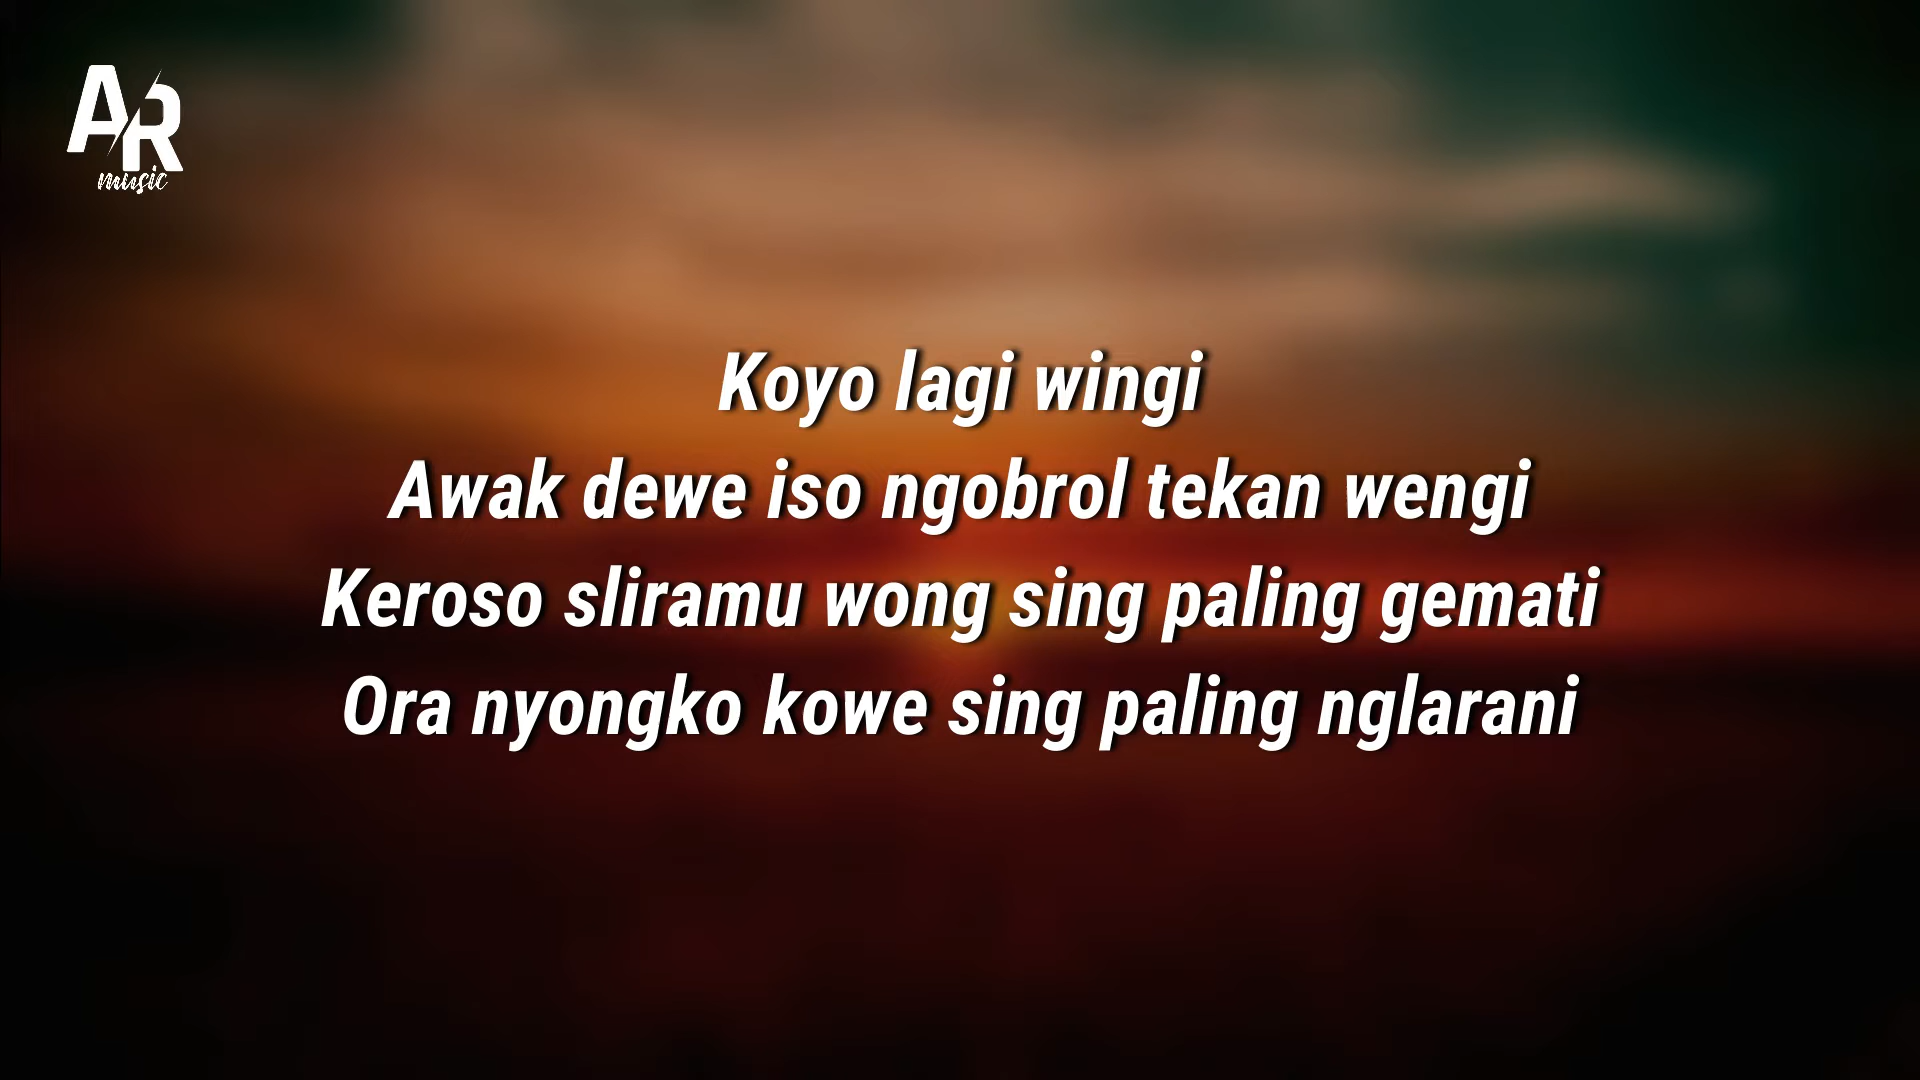 AR
music
Koyo lagi wingi
Awak dewe iso ngobrol tekan wengi
Keroso sliramu wong sing paling gemati
Ora nyongko kowe sing paling nglarani